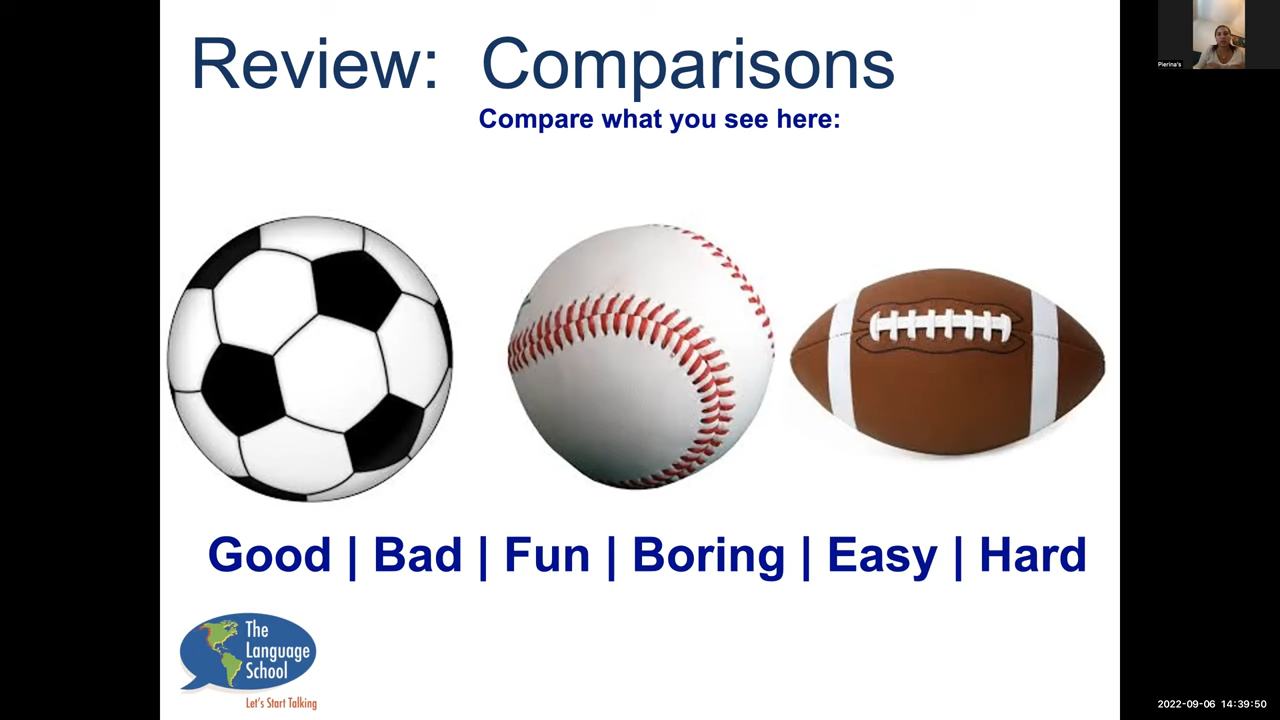 Review: Comparisons
Pierina's
Compare what you see here:
Good | Bad | Fun | Boring | Easy | Hard
The
Language
School
Let's Start Talking
2022-09-06 14:39:50